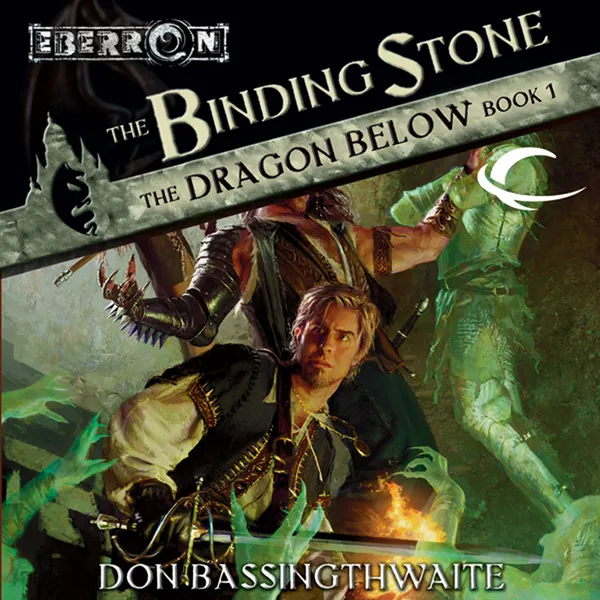 EBERRON
THE BINDING STONE
THE DRAGON BELOW BOOK 1
DON BASSINGTHWAITE